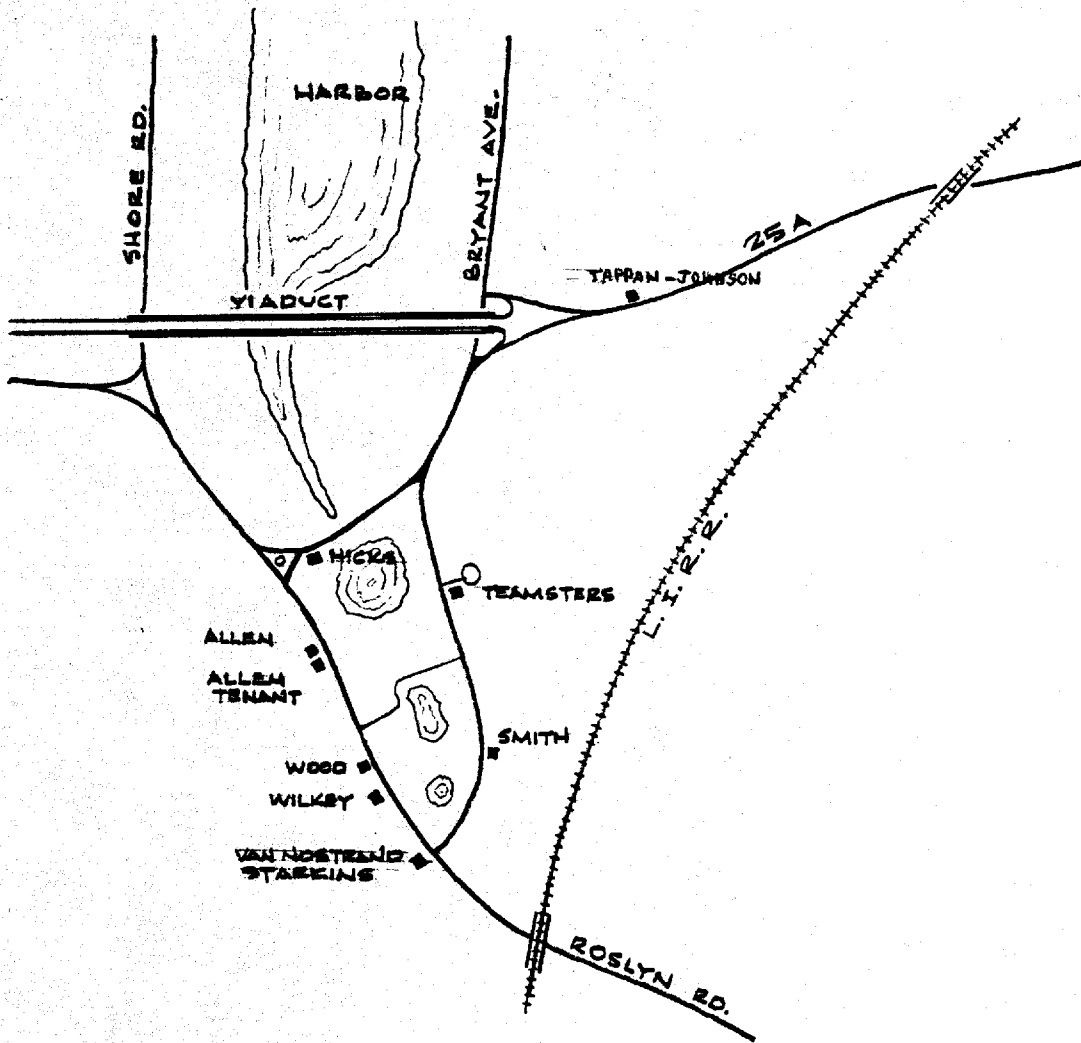 HARBOR
SHORE RD.
BRYANT AVE.
25A
TAPPAN-JOHNSON
VIADUCT
HICKS
TEAMSTERS
L.I.R.R.
ALLEN
ALLEN
TENANT
SMITH
WOOD
WILKEY
VAN NOSTRAND
STARKINS
ROSLYN RD.